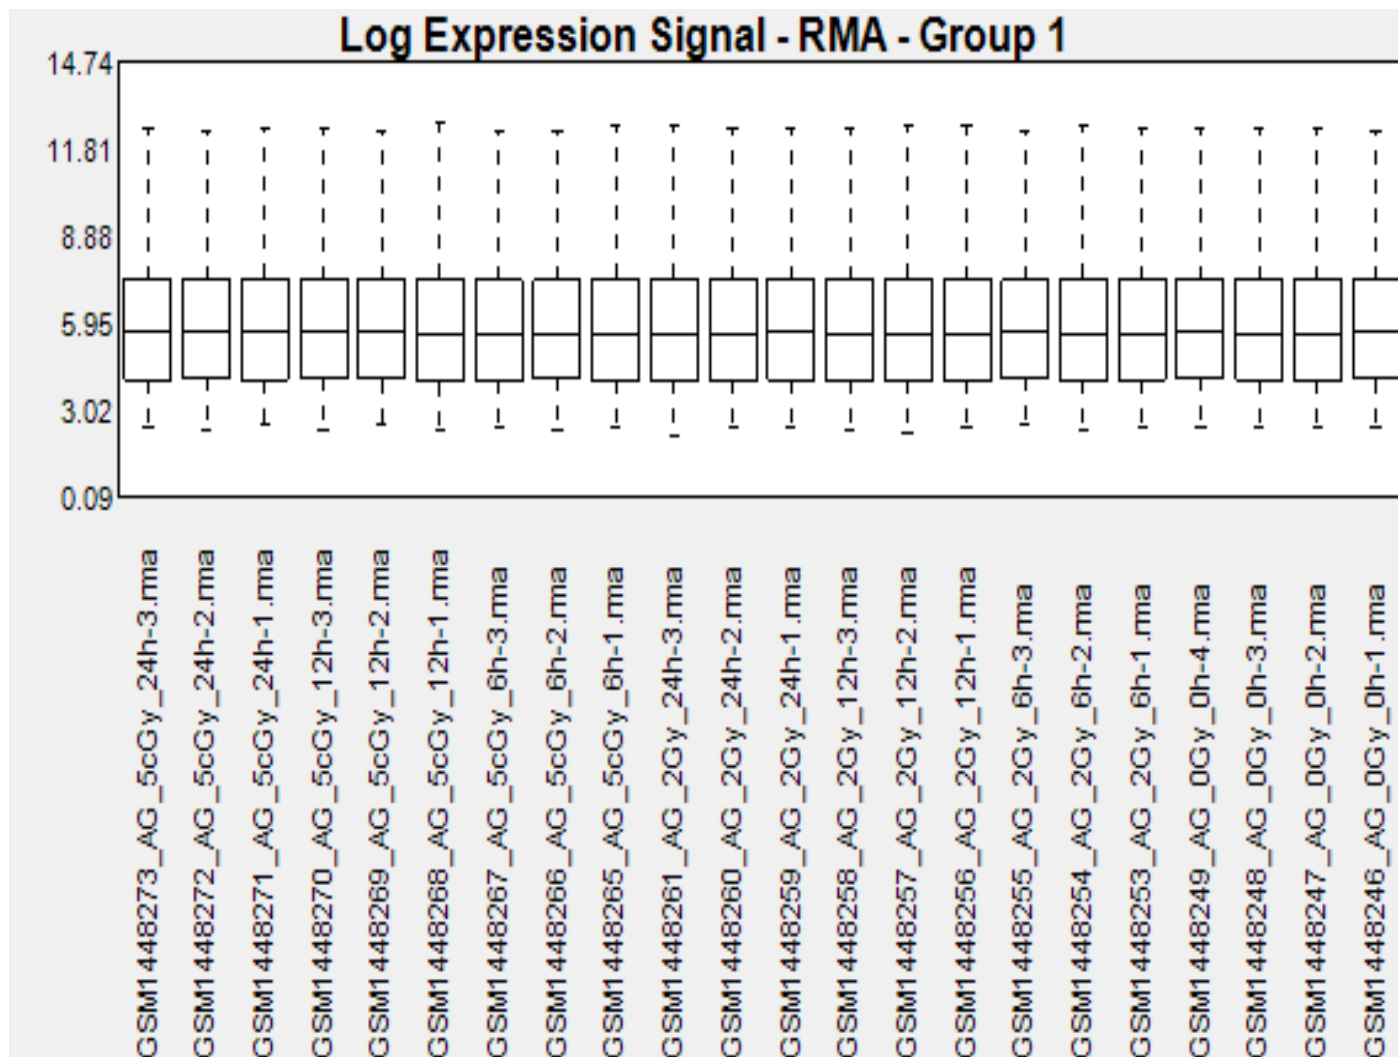 Log Expression Signal - RMA - Group 1
14.74
11.81
8.88
5.95
3.02
0.09
GSM1448273_AG_5cGy_24h-3.rma
GSM1448272_AG_5cGy_24h-2.rma
GSM1448271_AG_5cGy_24h-1.rma
GSM1448270_AG_5cGy_12h-3.rma
GSM1448269_AG_5cGy_12h-2.rma
GSM1448268_AG_5cGy_12h-1.rma
GSM1448267_AG_5cGy_6h-3.rma
GSM1448266_AG_5cGy_6h-2.rma
GSM1448265_AG_5cGy_6h-1.rma
GSM1448261_AG_2Gy_24h-3.rma
GSM1448260_AG_2Gy_24h-2.rma
GSM1448259_AG_2Gy_24h-1.rma
GSM1448258_AG_2Gy_12h-3.rma
GSM1448257_AG_2Gy_12h-2.rma
GSM1448256_AG_2Gy_12h-1.rma
GSM1448255_AG_2Gy_6h-3.rma
GSM1448254_AG_2Gy_6h-2.rma
GSM1448253_AG_2Gy_6h-1.rma
GSM1448249_AG_0Gy_0h-4.rma
GSM1448248_AG_0Gy_0h-3.rma
GSM1448247_AG_0Gy_0h-2.rma
GSM1448246_AG_0Gy_0h-1.rma